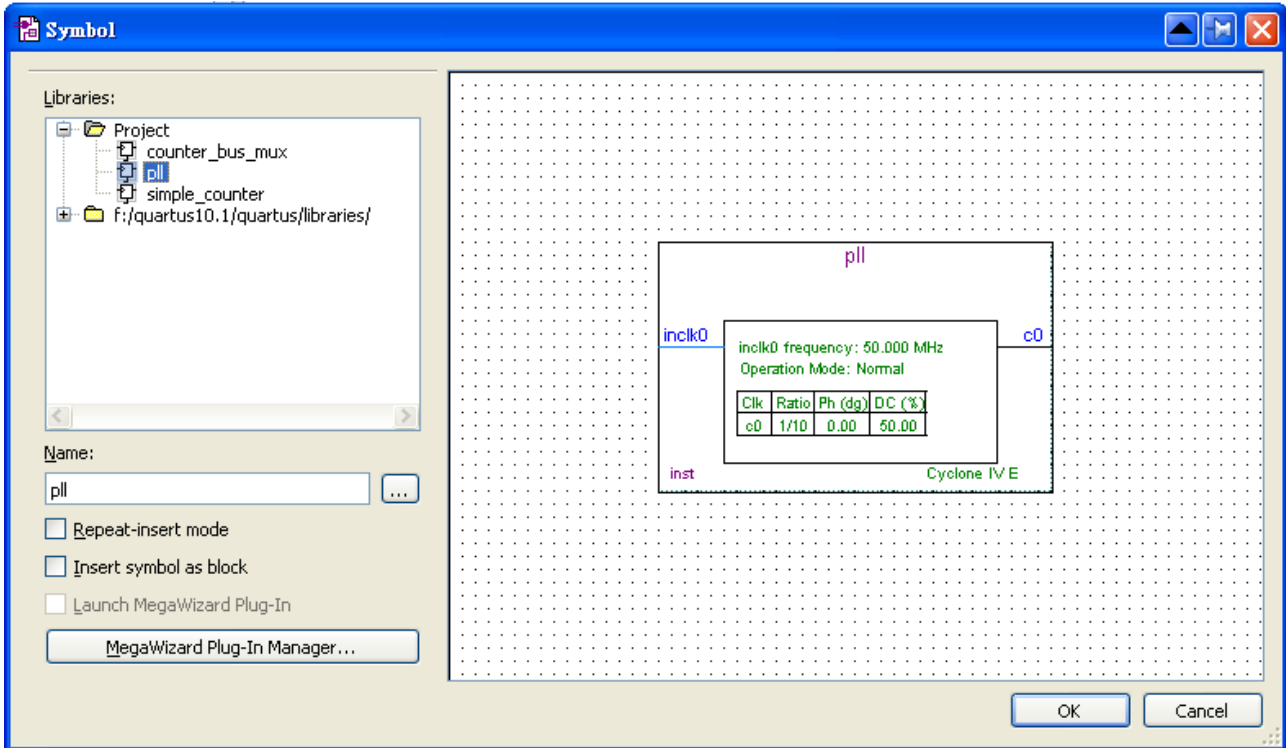 Symbol
Libraries:
Project
counter_bus_mux
pll
simple_counter
f:/quartus10.1/quartus/libraries/
Name:
pll
...
Repeat-insert mode
Insert symbol as block
Launch MegaWizard Plug-In
MegaWizard Plug-In Manager...
pll
inclk0
c0
inclk0 frequency: 50.000 MHz
Operation Mode: Normal
Clk Ratio Ph (dg) DC (%)
c0 1/10 0.00 50.00
inst
Cyclone IV E
OK
Cancel